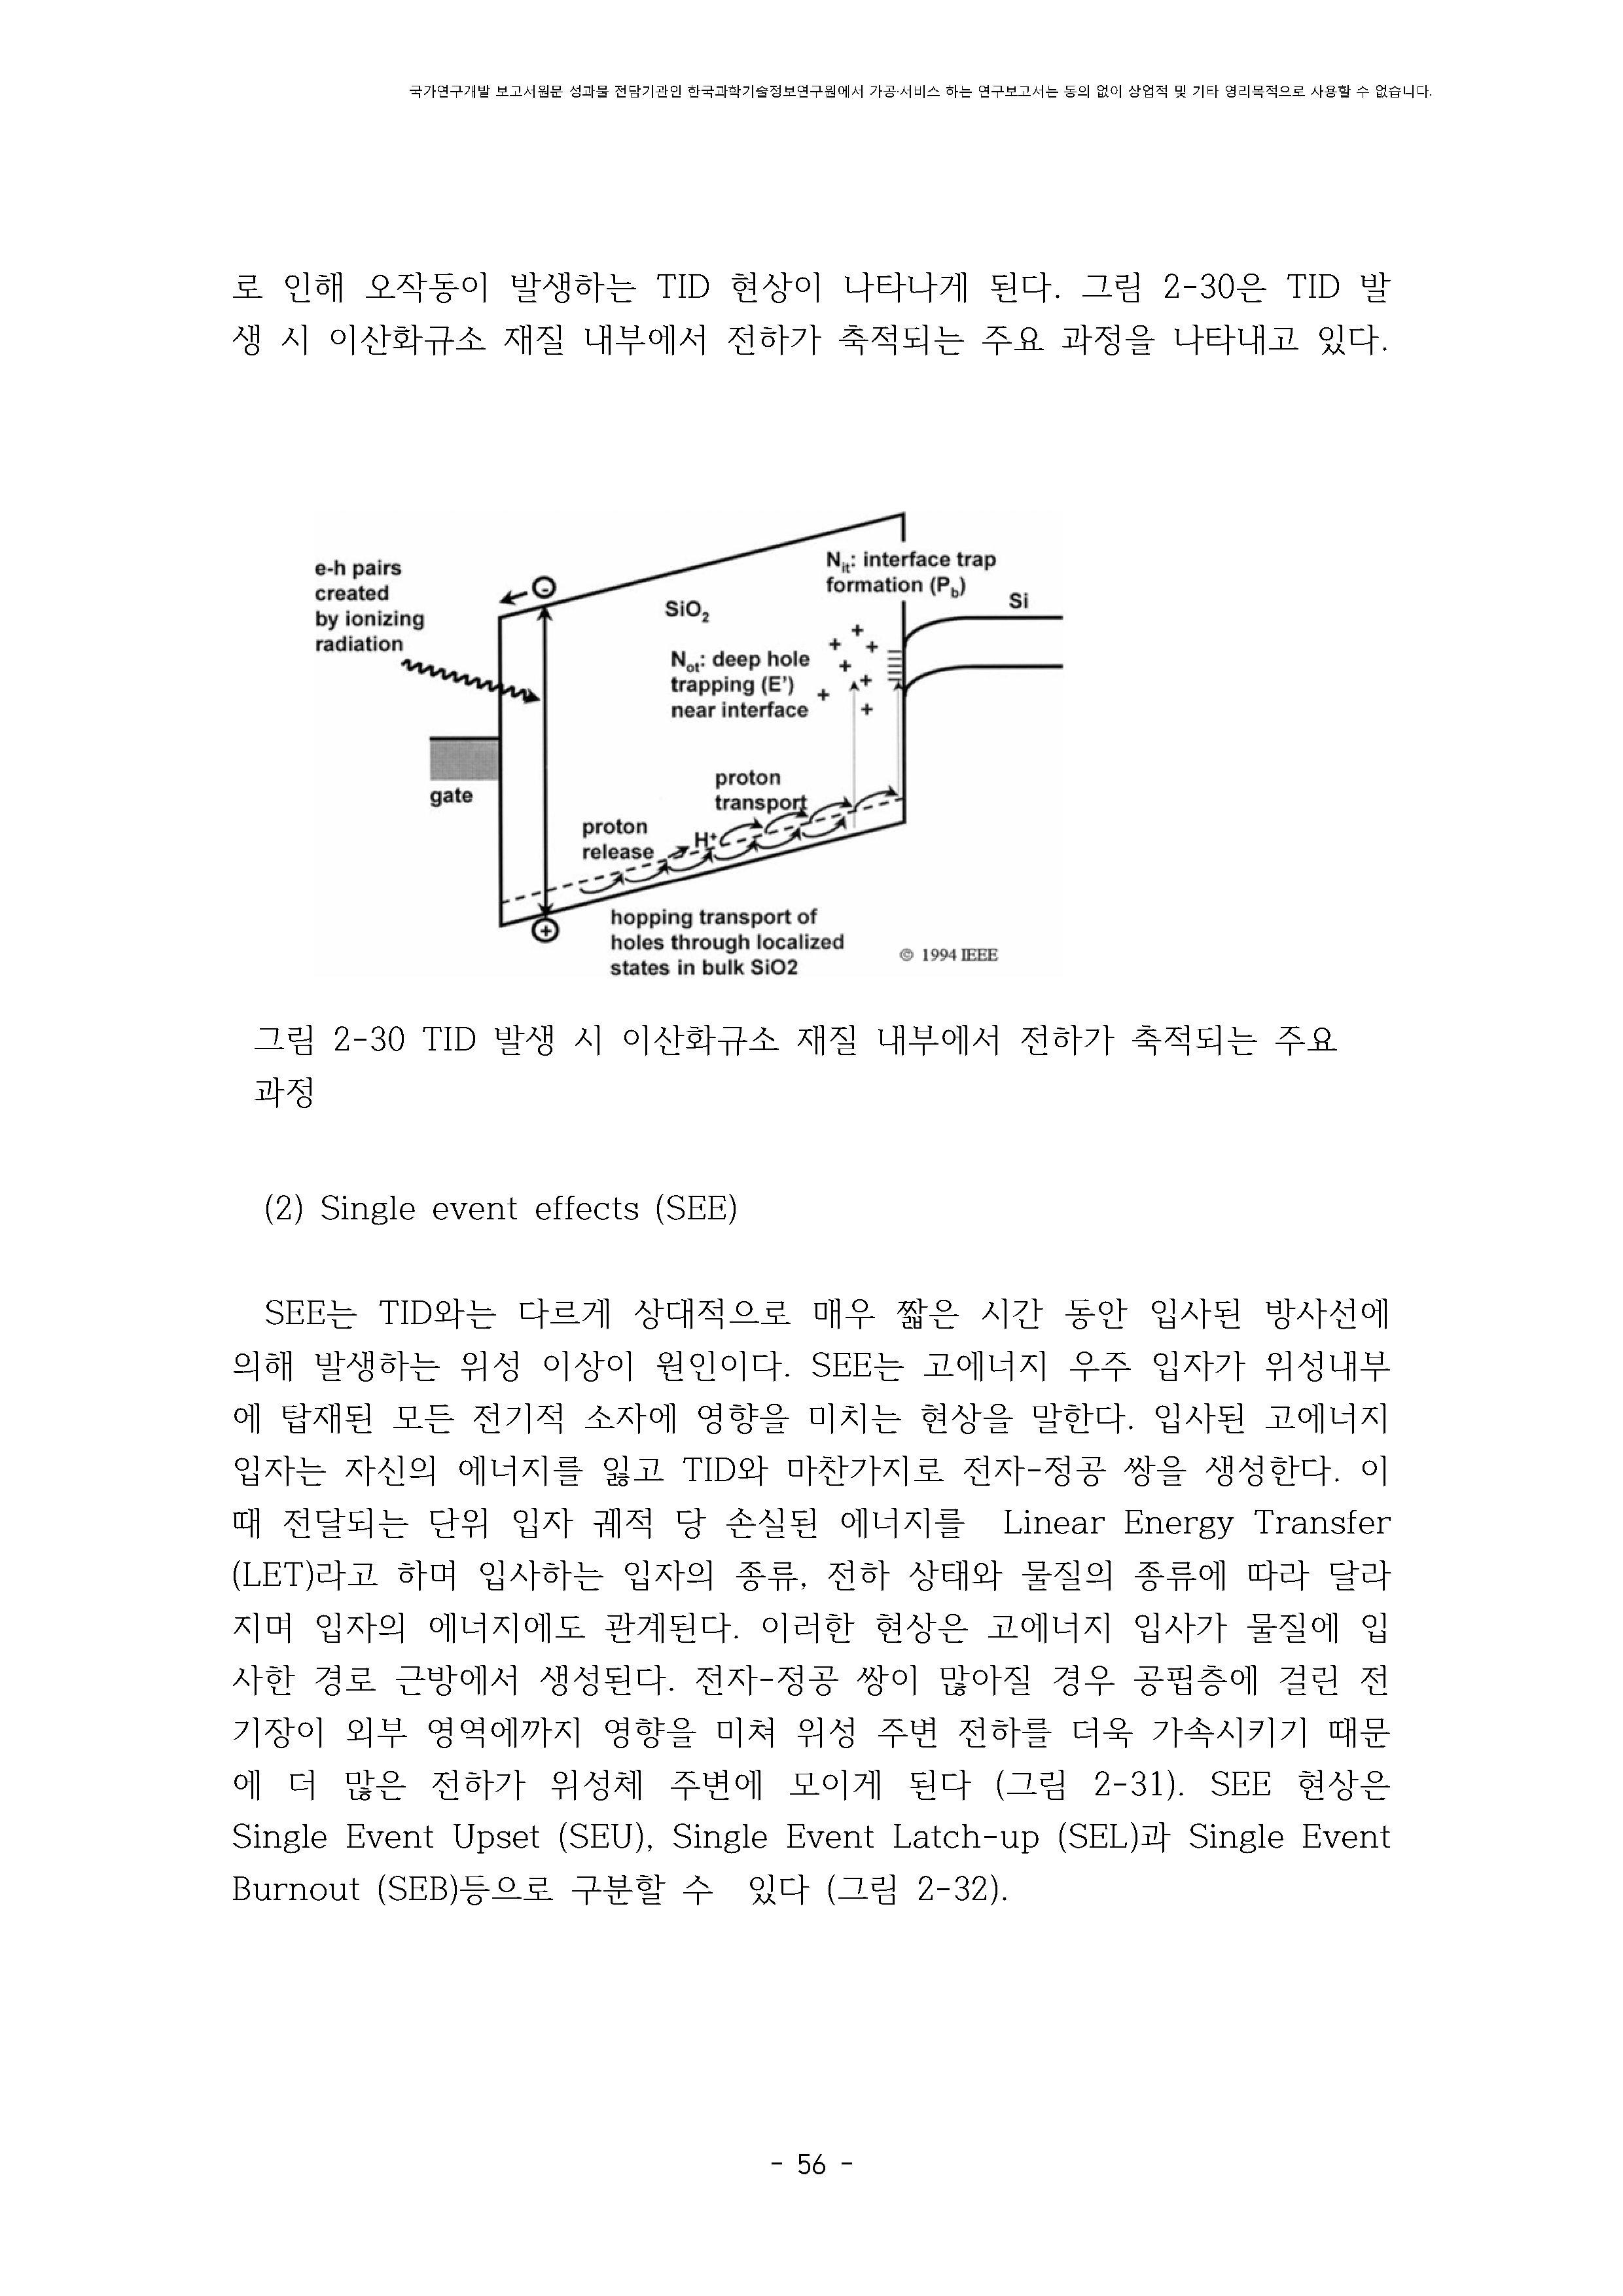 국가연구개발 보고서원문 성과물 전담기관인 한국과학기술정보연구원에서 가공·서비스 하는 연구보고서는 동의 없이 상업적 및 기타 영리목적으로 사용할 수 없습니다.
로 인해 오작동이 발생하는 TID 현상이 나타나게 된다. 그림 2-30은 TID 발
생 시 이산화규소 재질 내부에서 전하가 축적되는 주요 과정을 나타내고 있다.
e-h pairs
created
by ionizing
radiation
gate
SiO2
Nit: interface trap
formation (Pb)
Si
Not: deep hole
trapping (E')
near interface
proton
transport
proton
release
H+
hopping transport of
holes through localized
states in bulk SiO2
© 1994 IEEE
그림 2-30 TID 발생 시 이산화규소 재질 내부에서 전하가 축적되는 주요
과정
(2) Single event effects (SEE)
SEE는 TID와는 다르게 상대적으로 매우 짧은 시간 동안 입사된 방사선에
의해 발생하는 위성 이상이 원인이다. SEE는 고에너지 우주 입자가 위성내부
에 탑재된 모든 전기적 소자에 영향을 미치는 현상을 말한다. 입사된 고에너지
입자는 자신의 에너지를 잃고 TID와 마찬가지로 전자-정공 쌍을 생성한다. 이
때 전달되는 단위 입자 궤적 당 손실된 에너지를 Linear Energy Transfer
(LET)라고 하며 입사하는 입자의 종류, 전하 상태와 물질의 종류에 따라 달라
지며 입자의 에너지에도 관계된다. 이러한 현상은 고에너지 입사가 물질에 입
사한 경로 근방에서 생성된다. 전자-정공 쌍이 많아질 경우 공핍층에 걸린 전
기장이 외부 영역에까지 영향을 미쳐 위성 주변 전하를 더욱 가속시키기 때문
에 더 많은 전하가 위성체 주변에 모이게 된다 (그림 2-31). SEE 현상은
Single Event Upset (SEU), Single Event Latch-up (SEL)과 Single Event
Burnout (SEB)등으로 구분할 수 있다 (그림 2-32).
- 56 -